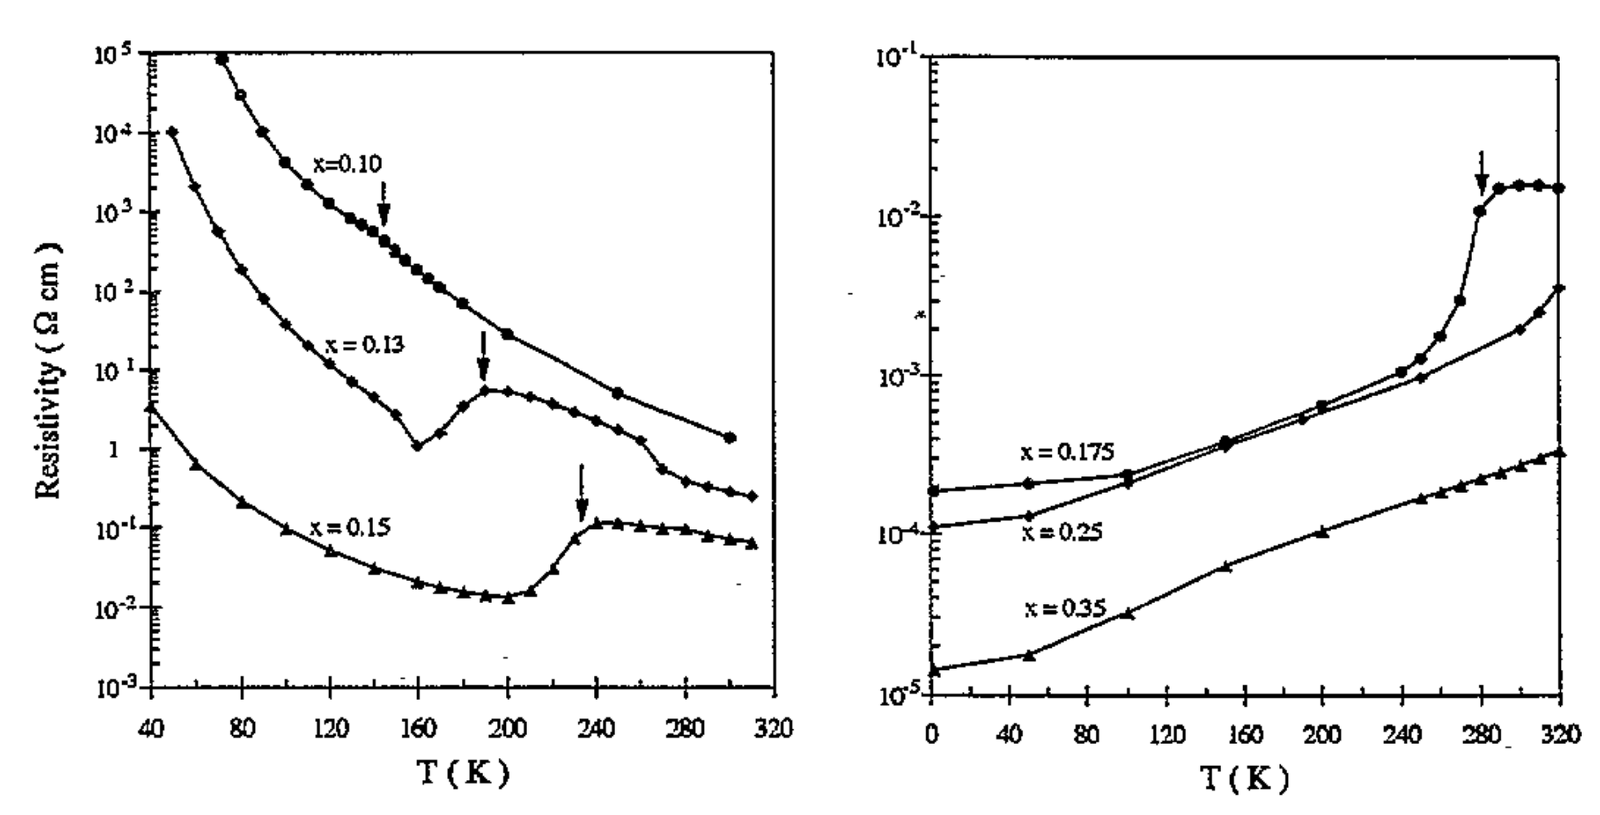 Resistivity ( Ω cm)
10^5
10^4
10^3
10^2
10^1
1
10^-1
10^-2
10^-3
x=0.10
x = 0.13
x = 0.15
40 80 120 160 200 240 280 320
T ( K )
10^-1
10^-2
10^-3
10^-4
10^-5
x = 0.175
x = 0.25
x = 0.35
0 40 80 120 160 200 240 280 320
T ( K )